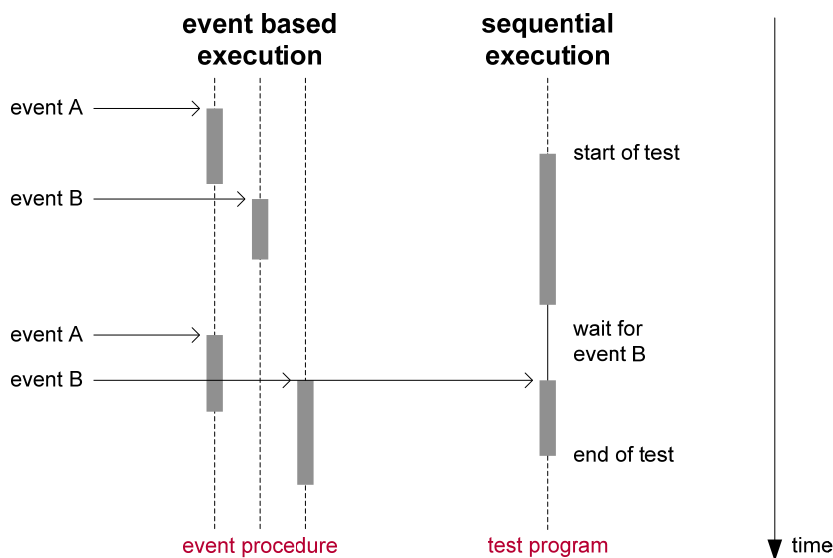 event based
execution
sequential
execution
event A
start of test
event B
event A
wait for
event B
event B
end of test
event procedure
test program
time